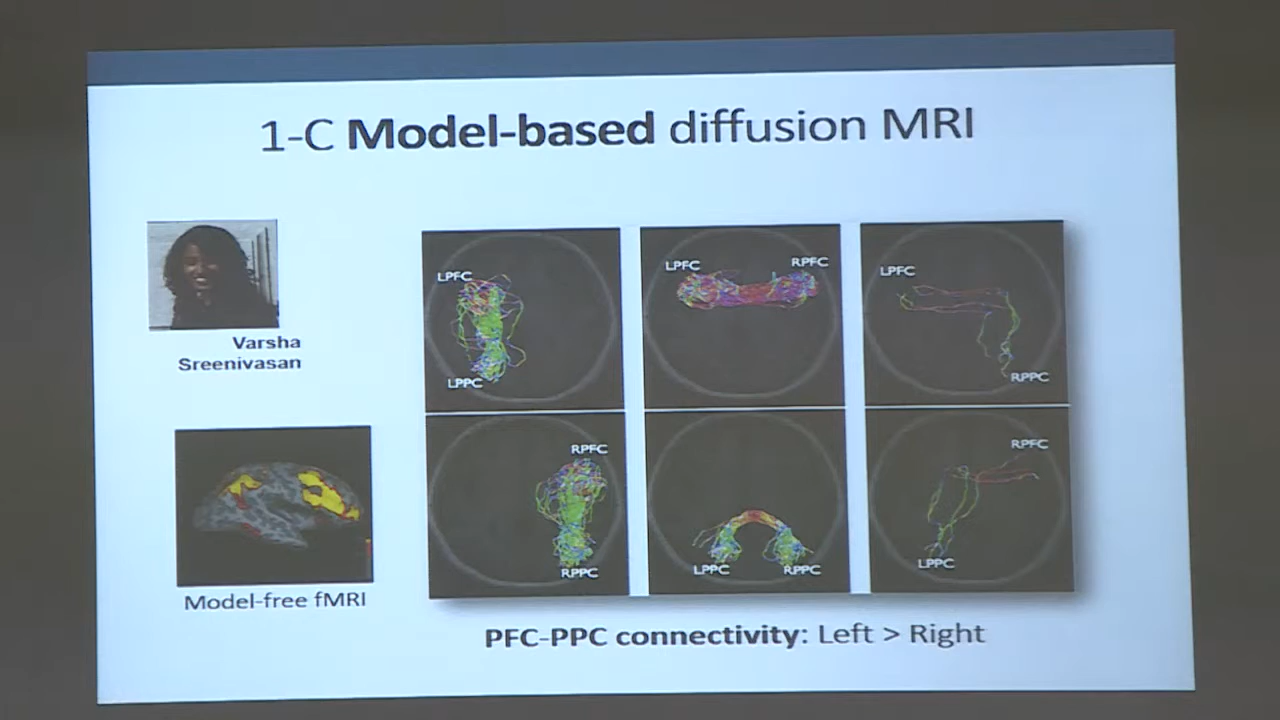 1-C Model-based diffusion MRI
Varsha
Sreenivasan
Model-free fMRI
LPFC
LPPC
LPFC RPFC
LPFC
RPPC
RPFC
RPPC
LPPC RPPC
RPFC
LPPC
PFC-PPC connectivity: Left > Right